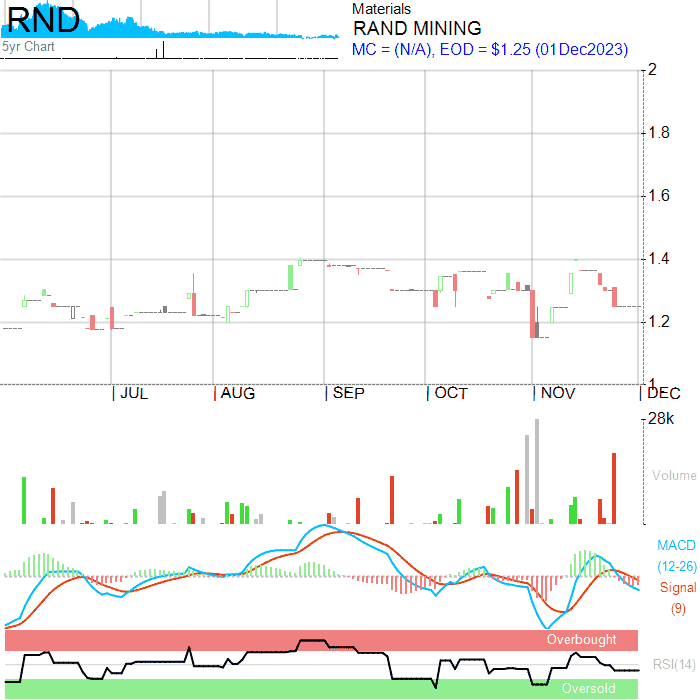 RND
5yr Chart
Materials
RAND MINING
MC = (N/A), EOD = $1.25 (01Dec2023)
2
1.8
1.6
1.4
1.2
1
JUL
AUG
SEP
OCT
NOV
DEC
28k
Volume
MACD
(12-26)
Signal
(9)
Overbought
RSI(14)
Oversold